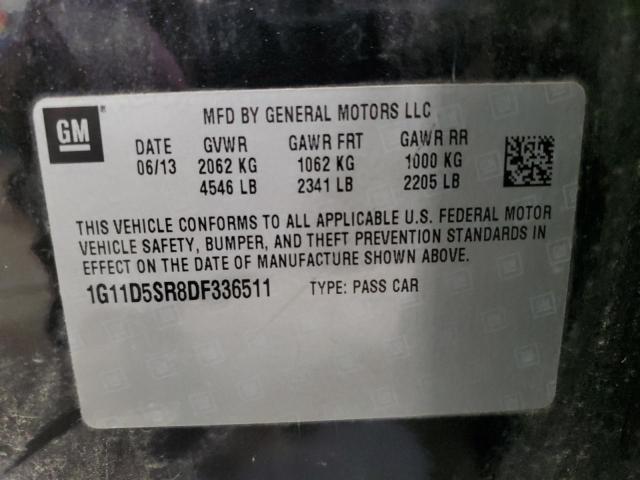 GM
MFD BY GENERAL MOTORS LLC
DATE GVWR GAWR FRT GAWR RR
06/13 2062 KG 1062 KG 1000 KG
4546 LB 2341 LB 2205 LB
THIS VEHICLE CONFORMS TO ALL APPLICABLE U.S. FEDERAL MOTOR
VEHICLE SAFETY, BUMPER, AND THEFT PREVENTION STANDARDS IN
EFFECT ON THE DATE OF MANUFACTURE SHOWN ABOVE.
1G11D5SR8DF336511 TYPE: PASS CAR